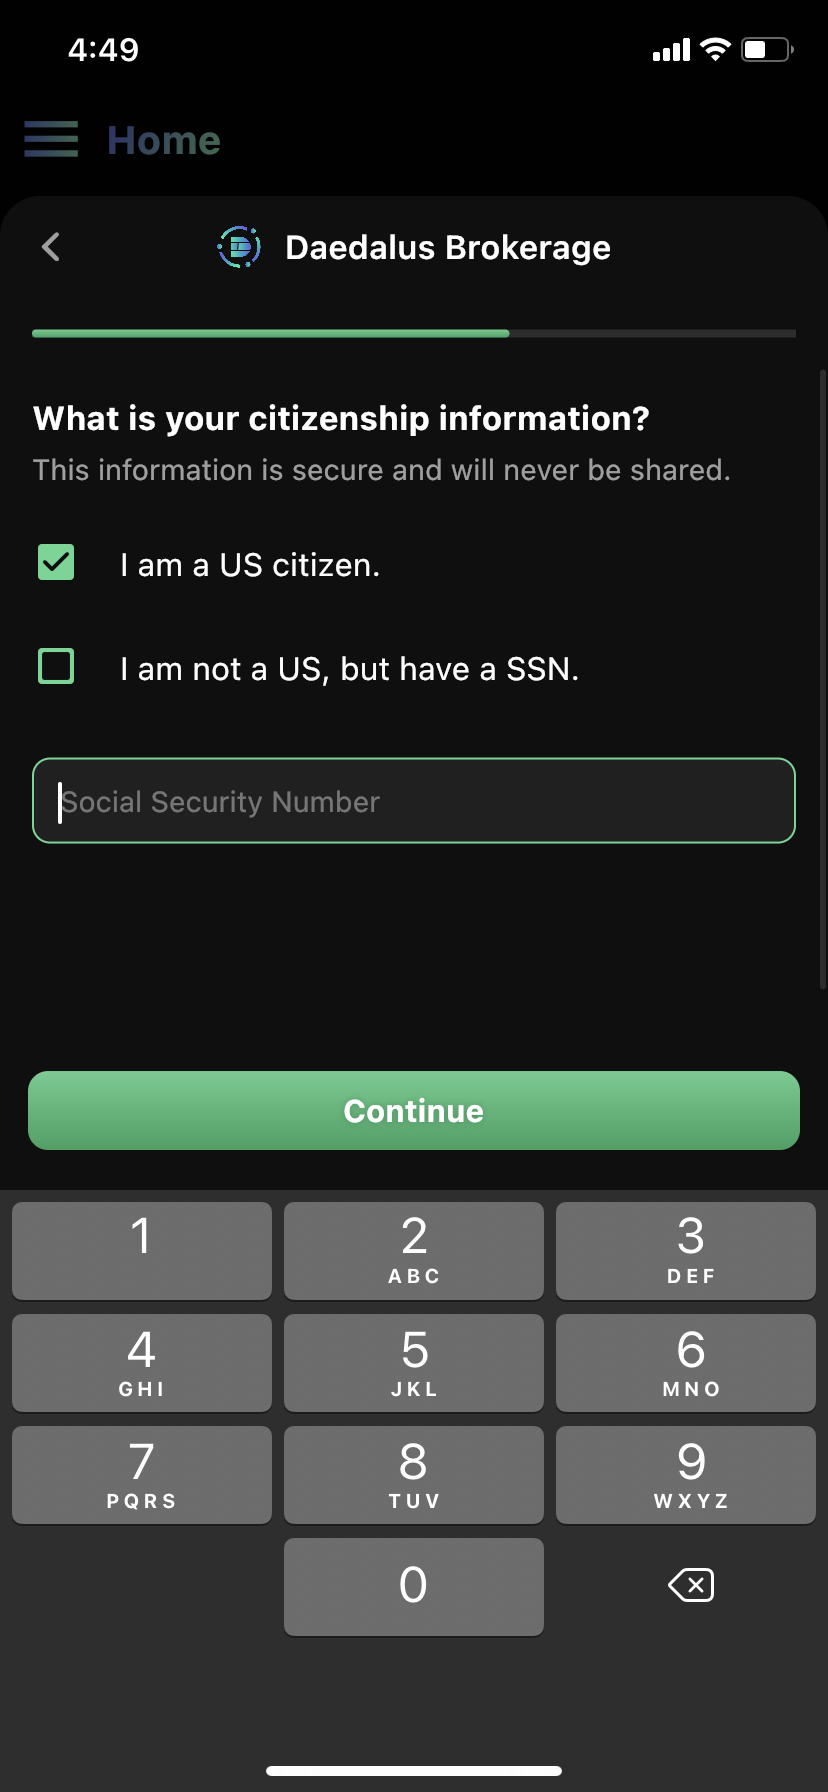 4:49
Home
Daedalus Brokerage
What is your citizenship information?
This information is secure and will never be shared.
I am a US citizen.
I am not a US, but have a SSN.
Social Security Number
Continue
1
2
ABC
3
DEF
4
GHI
5
JKL
6
MNO
7
PQRS
8
TUV
9
WXYZ
0